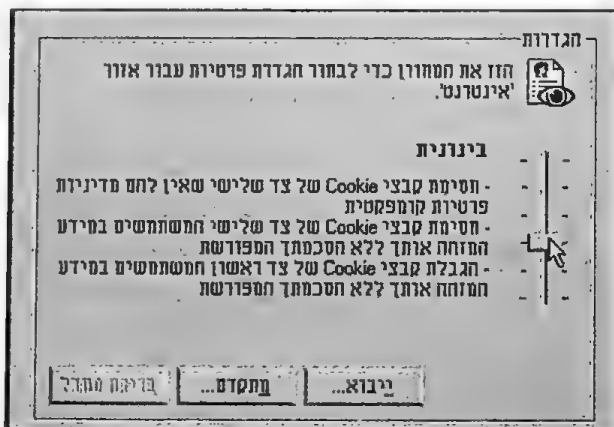 הגדרות
הזז את המחוון כדי לבחור הגדרת פרטיות עבור אזור
'אינטרנט'.
בינונית
- חסימת קבצי Cookie של צד שלישי שאין להם מדיניות
פרטיות קומפקטית
- חסימת קבצי Cookie של צד שלישי המשתמשים במידע
המזהה אותך ללא הסכמתך המפורשת
- הגבלת קבצי Cookie של צד ראשון המשתמשים במידע
המזהה אותך ללא הסכמתך המפורשת
ייבוא...
מתקדם...
בריהת מחדל